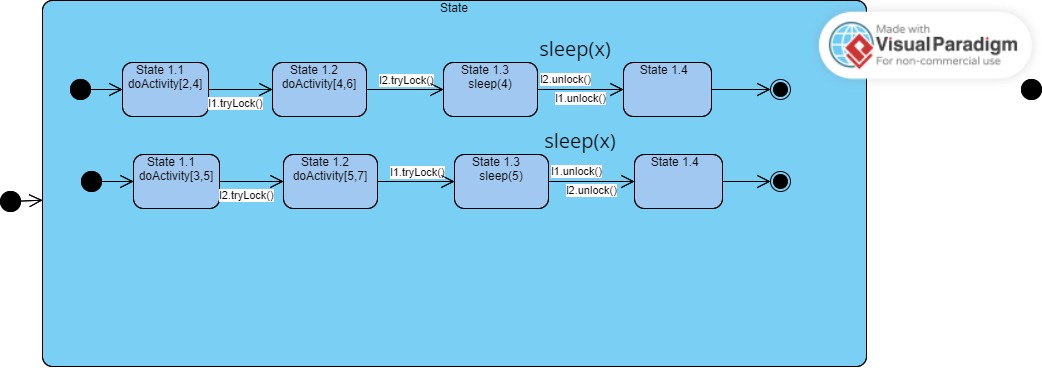 State
Made with
Visual Paradigm
For non-commercial use
sleep(x)
State 1.1
doActivity[2,4]
l1.tryLock()
State 1.2
doActivity[4,6]
l2.tryLock()
State 1.3
sleep(4)
l2.unlock()
l1.unlock()
State 1.4
sleep(x)
State 1.1
doActivity[3,5]
l2.tryLock()
State 1.2
doActivity[5,7]
l1.tryLock()
State 1.3
sleep(5)
l1.unlock()
l2.unlock()
State 1.4